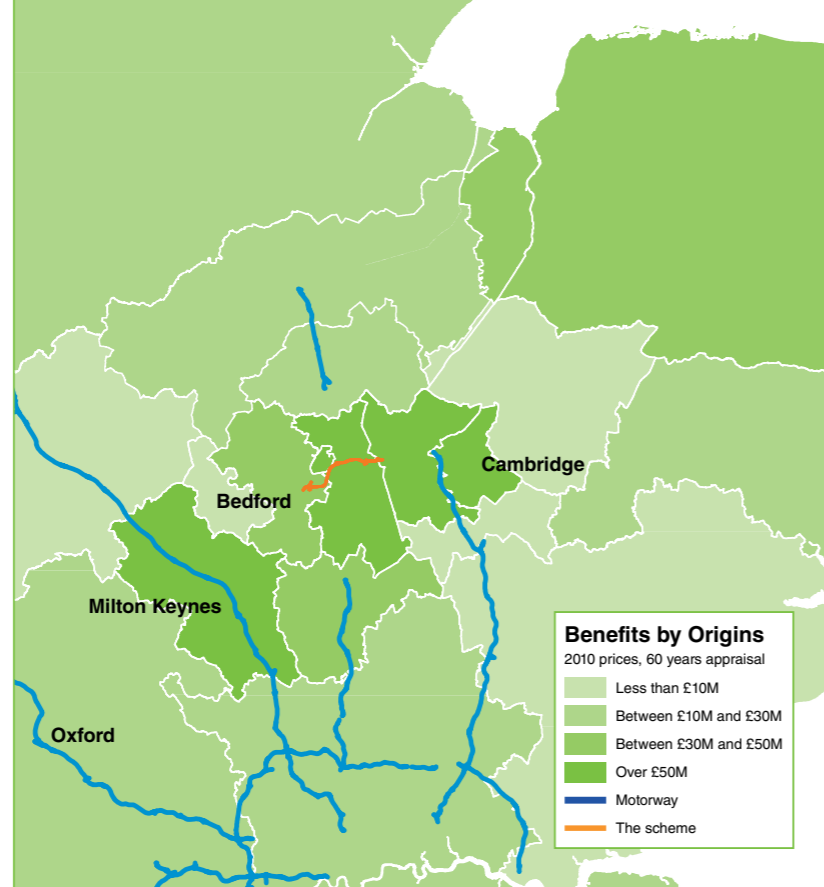 Cambridge
Bedford
Milton Keynes
Oxford
Benefits by Origins
2010 prices, 60 years appraisal
Less than £10M
Between £10M and £30M
Between £30M and £50M
Over £50M
Motorway
The scheme